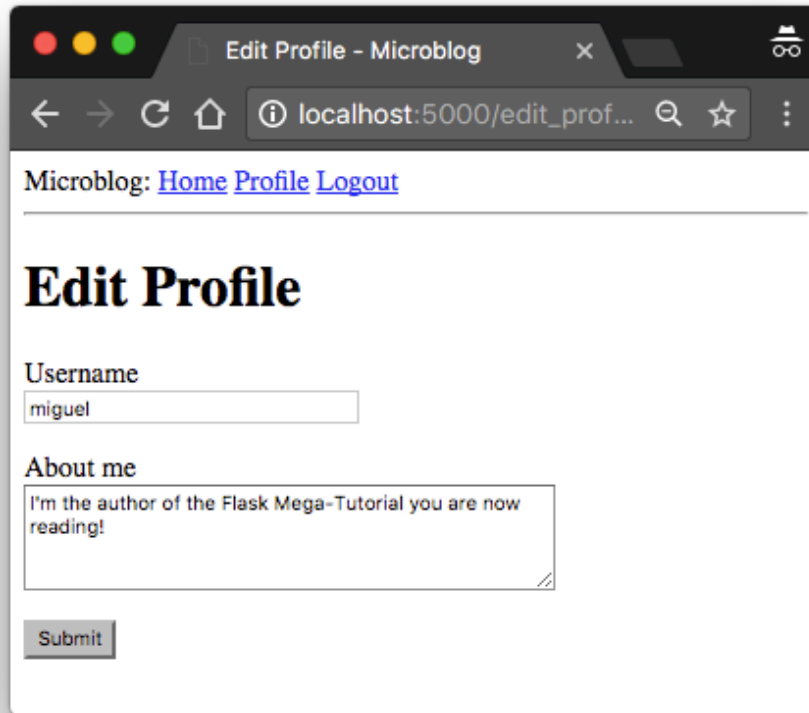 Edit Profile - Microblog
localhost:5000/edit_prof...
Microblog: Home Profile Logout
Edit Profile
Username
miguel
About me
I'm the author of the Flask Mega-Tutorial you are now
reading!
Submit